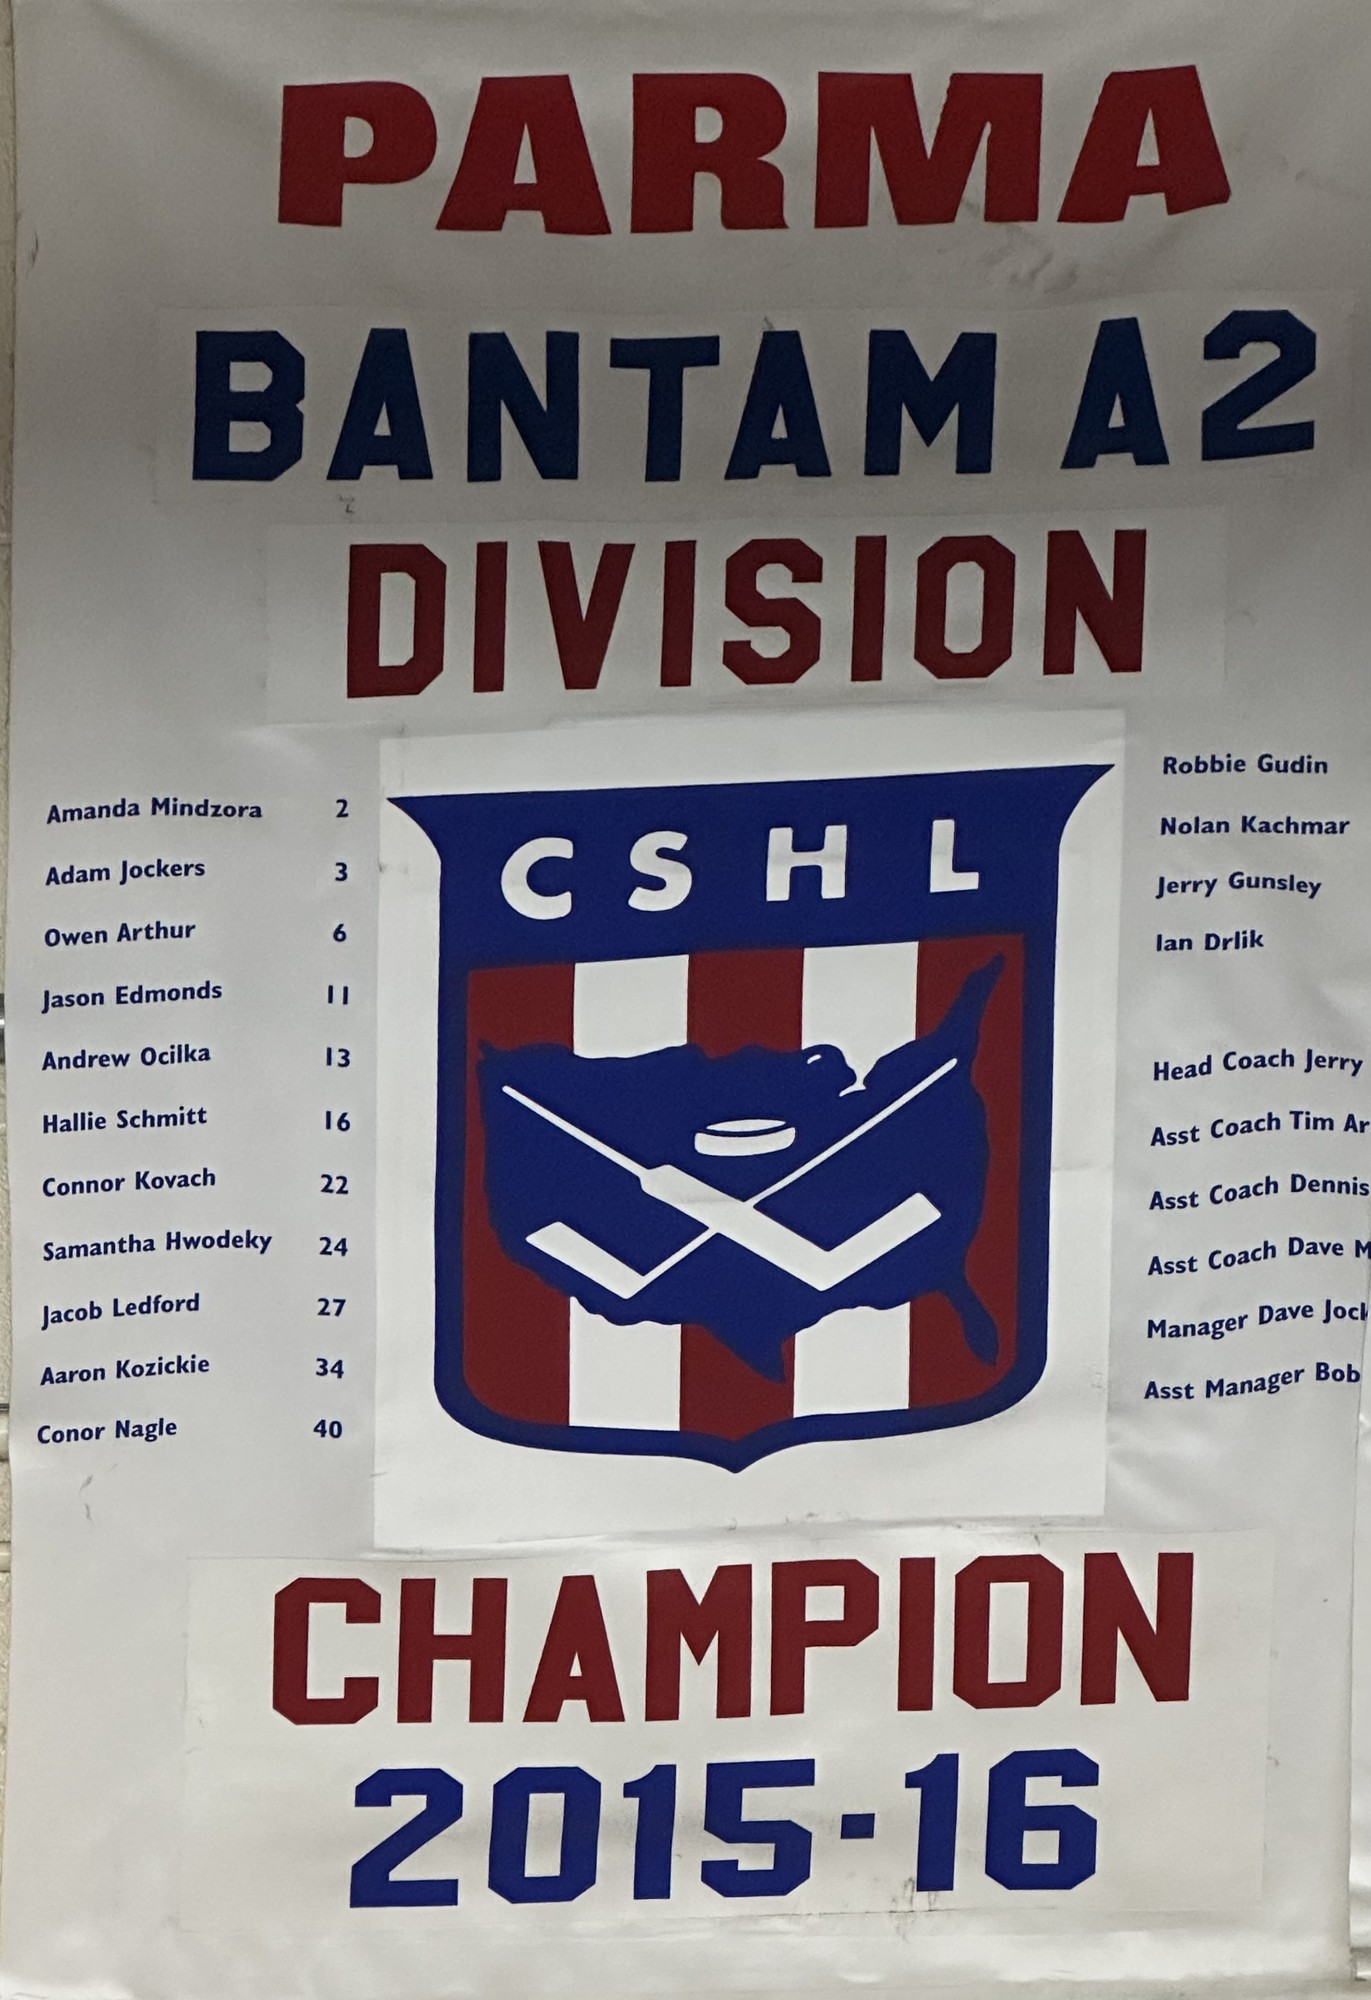 PARMA
BANTAM A2
DIVISION
CSHL
Amanda Mindzora 2
Adam Jockers 3
Owen Arthur 6
Jason Edmonds 11
Andrew Ocilka 13
Hallie Schmitt 16
Connor Kovach 22
Samantha Hwodeky 24
Jacob Ledford 27
Aaron Kozickie 34
Conor Nagle 40
Robbie Gudin
Nolan Kachmar
Jerry Gunsley
Ian Drlik
Head Coach Jerry
Asst Coach Tim
Asst Coach Dennis
Asst Coach Dave
Manager Dave
Asst Manager Bob
CHAMPION
2015-16